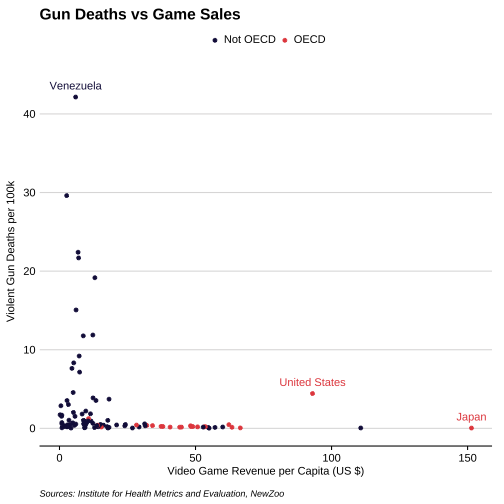 Gun Deaths vs Game Sales
Not OECD OECD
Venezuela
40
30
20
10
0
Violent Gun Deaths per 100k
United States
Japan
0 50 100 150
Video Game Revenue per Capita (US $)
Sources: Institute for Health Metrics and Evaluation, NewZoo